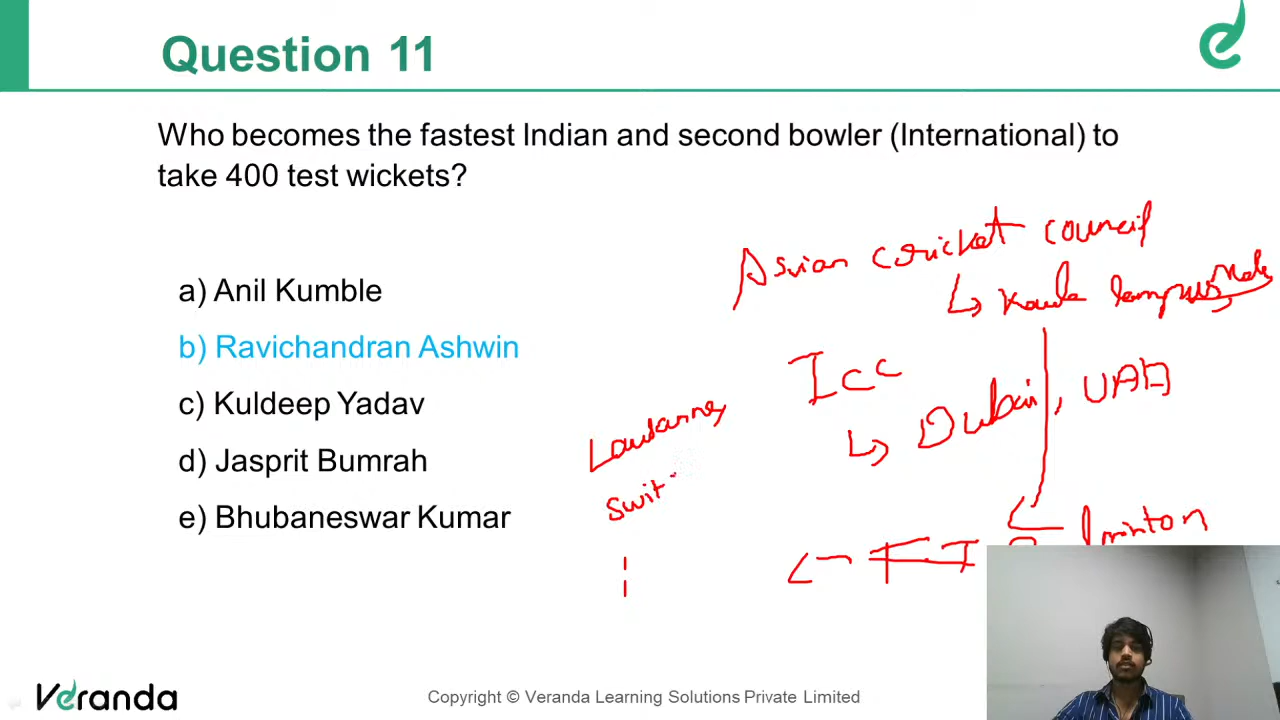 Question 11
Who becomes the fastest Indian and second bowler (International) to
take 400 test wickets?
a) Anil Kumble
b) Ravichandran Ashwin
c) Kuldeep Yadav
d) Jasprit Bumrah
e) Bhubaneswar Kumar
Asian cricket council
ICC
Dubai, UAE
Swit
minton
Veranda
Copyright © Veranda Learning Solutions Private Limited